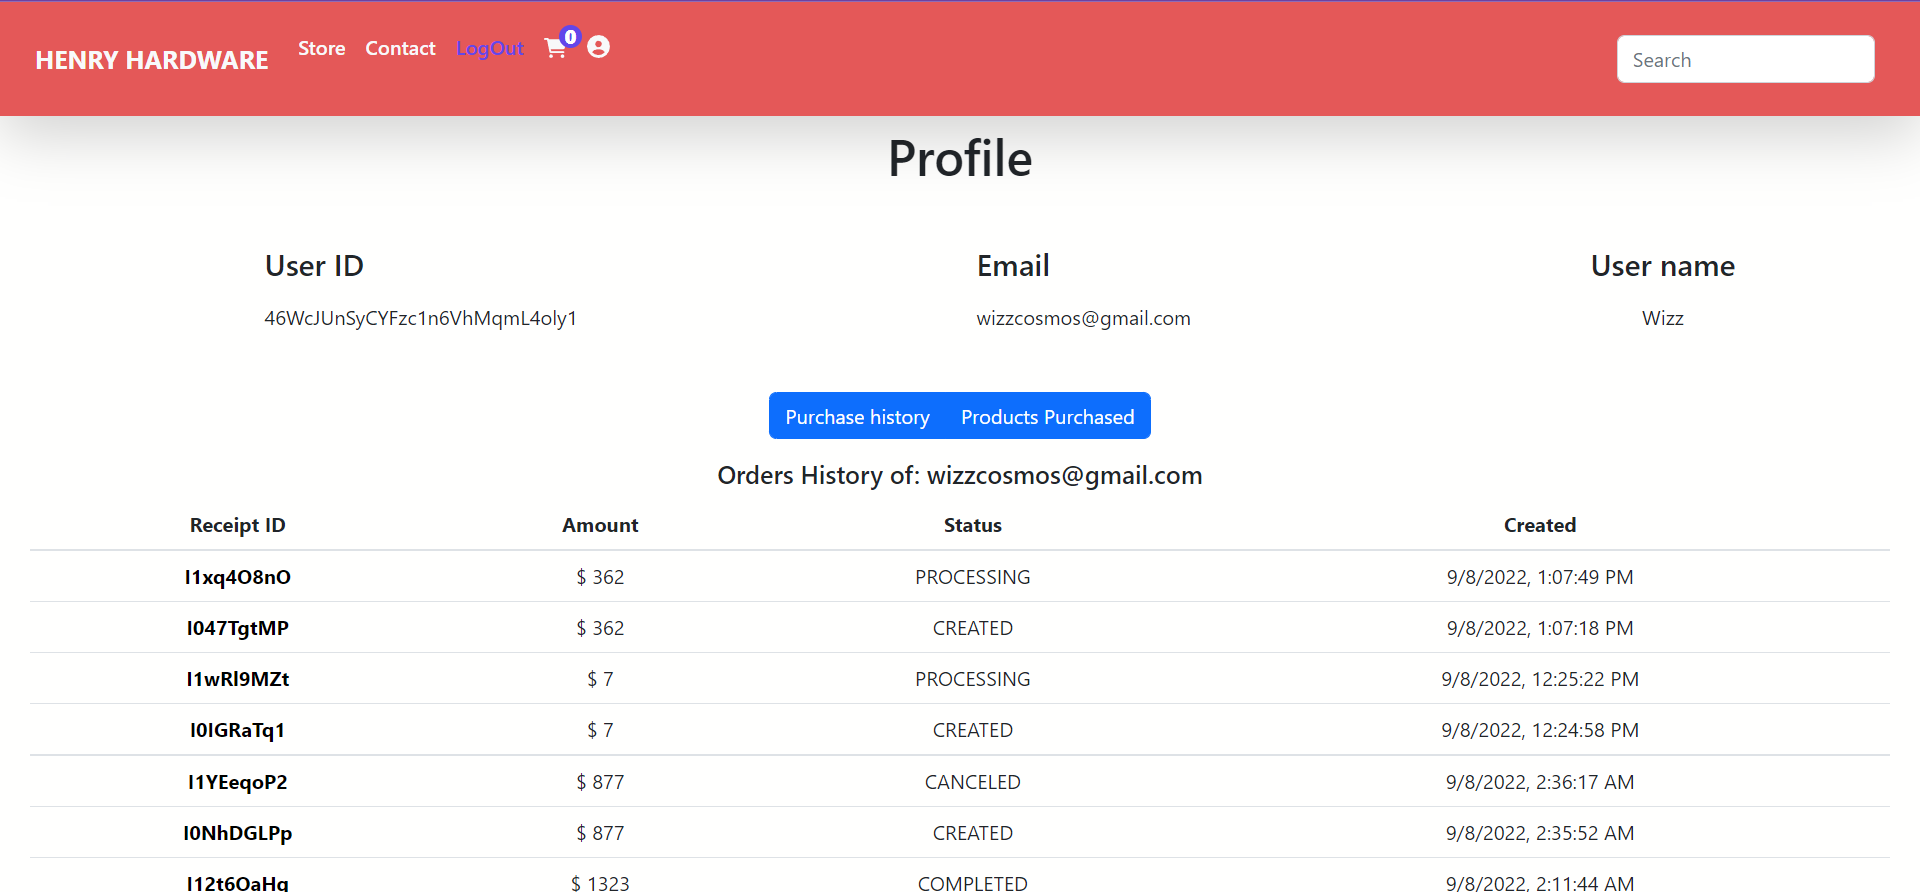 HENRY HARDWARE Store Contact LogOut 0 Search
Profile
User ID Email User name
46WcJUnSyCYFzc1n6VhMqmL4oly1 wizzcosmos@gmail.com Wizz
Purchase history Products Purchased
Orders History of: wizzcosmos@gmail.com
Receipt ID Amount Status Created
I1xq4O8nO $ 362 PROCESSING 9/8/2022, 1:07:49 PM
I047TgtMP $ 362 CREATED 9/8/2022, 1:07:18 PM
I1wRl9MZt $ 7 PROCESSING 9/8/2022, 12:25:22 PM
I0IGRaTq1 $ 7 CREATED 9/8/2022, 12:24:58 PM
I1YEeqoP2 $ 877 CANCELED 9/8/2022, 2:36:17 AM
I0NhDGLPp $ 877 CREATED 9/8/2022, 2:35:52 AM
I12t6OaHq $ 1323 COMPLETED 9/8/2022, 2:11:44 AM